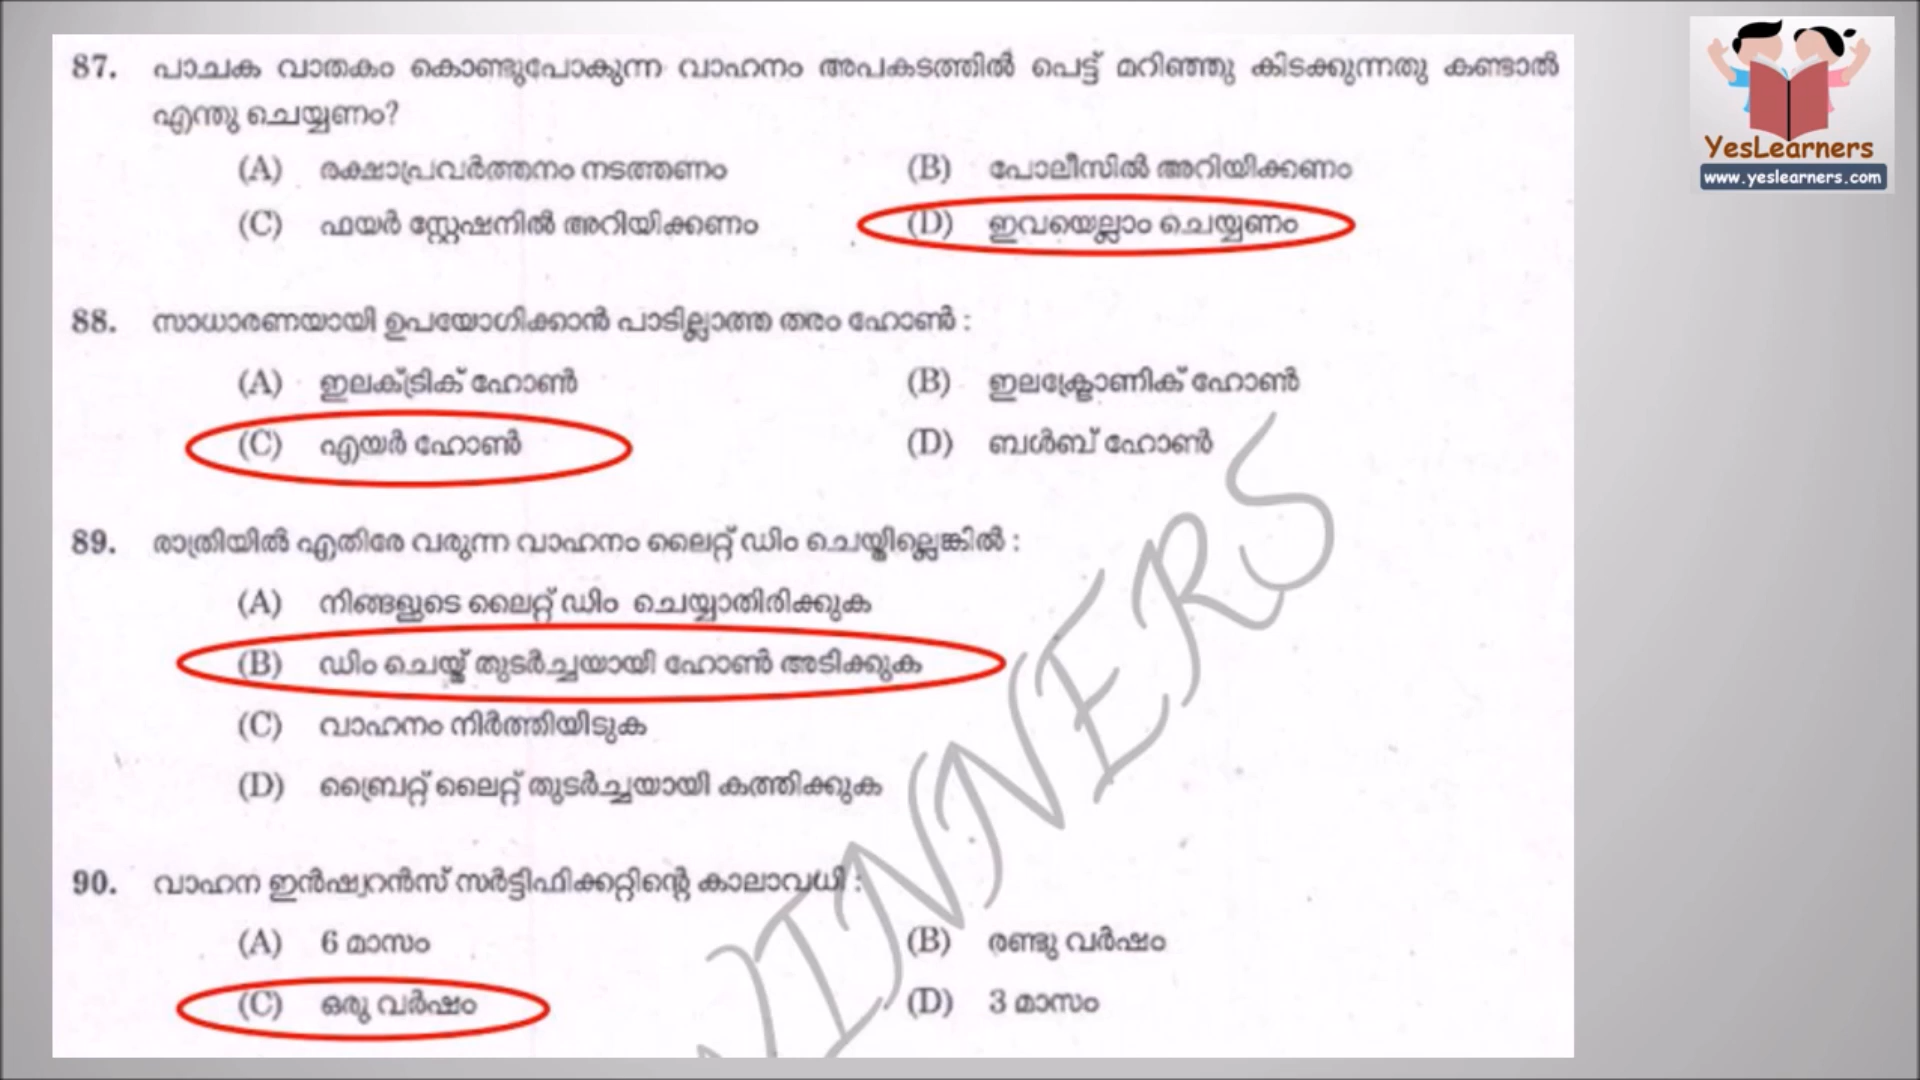 87. പാചക വാതകം കൊണ്ടുപോകുന്ന വാഹനം അപകടത്തിൽ പെട്ട് മറിഞ്ഞു കിടക്കുന്നതു കണ്ടാൽ
എന്തു ചെയ്യണം?
(A) രക്ഷാപ്രവർത്തനം നടത്തണം (B) പോലീസിൽ അറിയിക്കണം
(C) ഫയർ സ്റ്റേഷനിൽ അറിയിക്കണം (D) ഇവയെല്ലാം ചെയ്യണം
88. സാധാരണയായി ഉപയോഗിക്കാൻ പാടില്ലാത്ത തരം ഹോൺ :
(A) ഇലക്ട്രിക് ഹോൺ (B) ഇലക്ട്രോണിക് ഹോൺ
(C) എയർ ഹോൺ (D) ബൾബ് ഹോൺ
89. രാത്രിയിൽ എതിരേ വരുന്ന വാഹനം ലൈറ്റ് ഡിം ചെയ്തില്ലെങ്കിൽ :
(A) നിങ്ങളുടെ ലൈറ്റ് ഡിം ചെയ്യാതിരിക്കുക
(B) ഡിം ചെയ്ത് തുടർച്ചയായി ഹോൺ അടിക്കുക
(C) വാഹനം നിർത്തിയിടുക
(D) ബ്രൈറ്റ് ലൈറ്റ് തുടർച്ചയായി കത്തിക്കുക
90. വാഹന ഇൻഷ്വറൻസ് സർട്ടിഫിക്കറ്റിന്റെ കാലാവധി :
(A) 6 മാസം (B) രണ്ടു വർഷം
(C) ഒരു വർഷം (D) 3 മാസം
INNERS
YesLearners
www.yeslearners.com